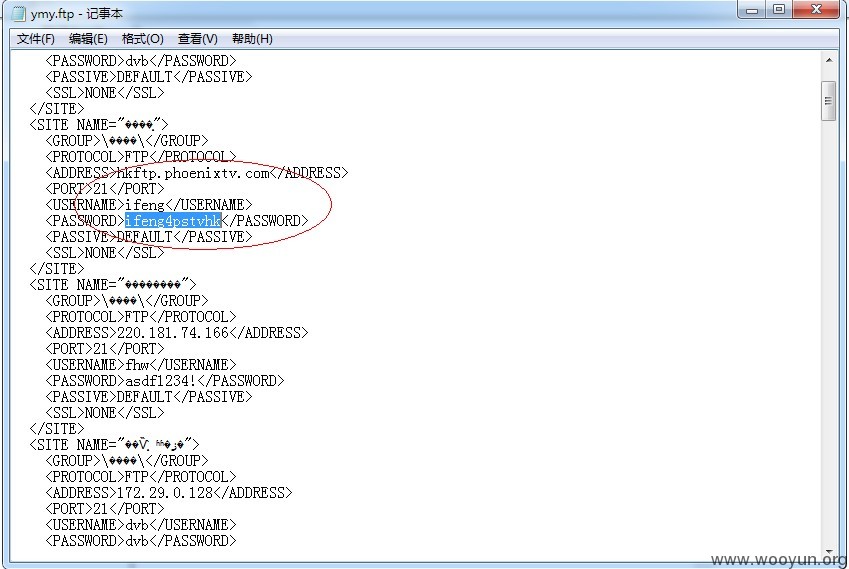 ymy.ftp - 记事本
文件(F) 编辑(E) 格式(O) 查看(V) 帮助(H)
<PASSWORD>dvb</PASSWORD>
<PASSIVE>DEFAULT</PASSIVE>
<SSL>NONE</SSL>
</SITE>
<SITE NAME="����">
<GROUP>\����\</GROUP>
<PROTOCOL>FTP</PROTOCOL>
<ADDRESS>hkftp.phoenixtv.com</ADDRESS>
<PORT>21</PORT>
<USERNAME>ifeng</USERNAME>
<PASSWORD>ifeng4pstvhk</PASSWORD>
<PASSIVE>DEFAULT</PASSIVE>
<SSL>NONE</SSL>
</SITE>
<SITE NAME="���������">
<GROUP>\����\</GROUP>
<PROTOCOL>FTP</PROTOCOL>
<ADDRESS>220.181.74.166</ADDRESS>
<PORT>21</PORT>
<USERNAME>fhw</USERNAME>
<PASSWORD>asdf1234!</PASSWORD>
<PASSIVE>DEFAULT</PASSIVE>
<SSL>NONE</SSL>
</SITE>
<SITE NAME="
<GROUP>\����\</GROUP>
<PROTOCOL>FTP</PROTOCOL>
<ADDRESS>172.29.0.128</ADDRESS>
<PORT>21</PORT>
<USERNAME>dvb</USERNAME>
<PASSWORD>dvb</PASSWORD>
www.wooyun.org